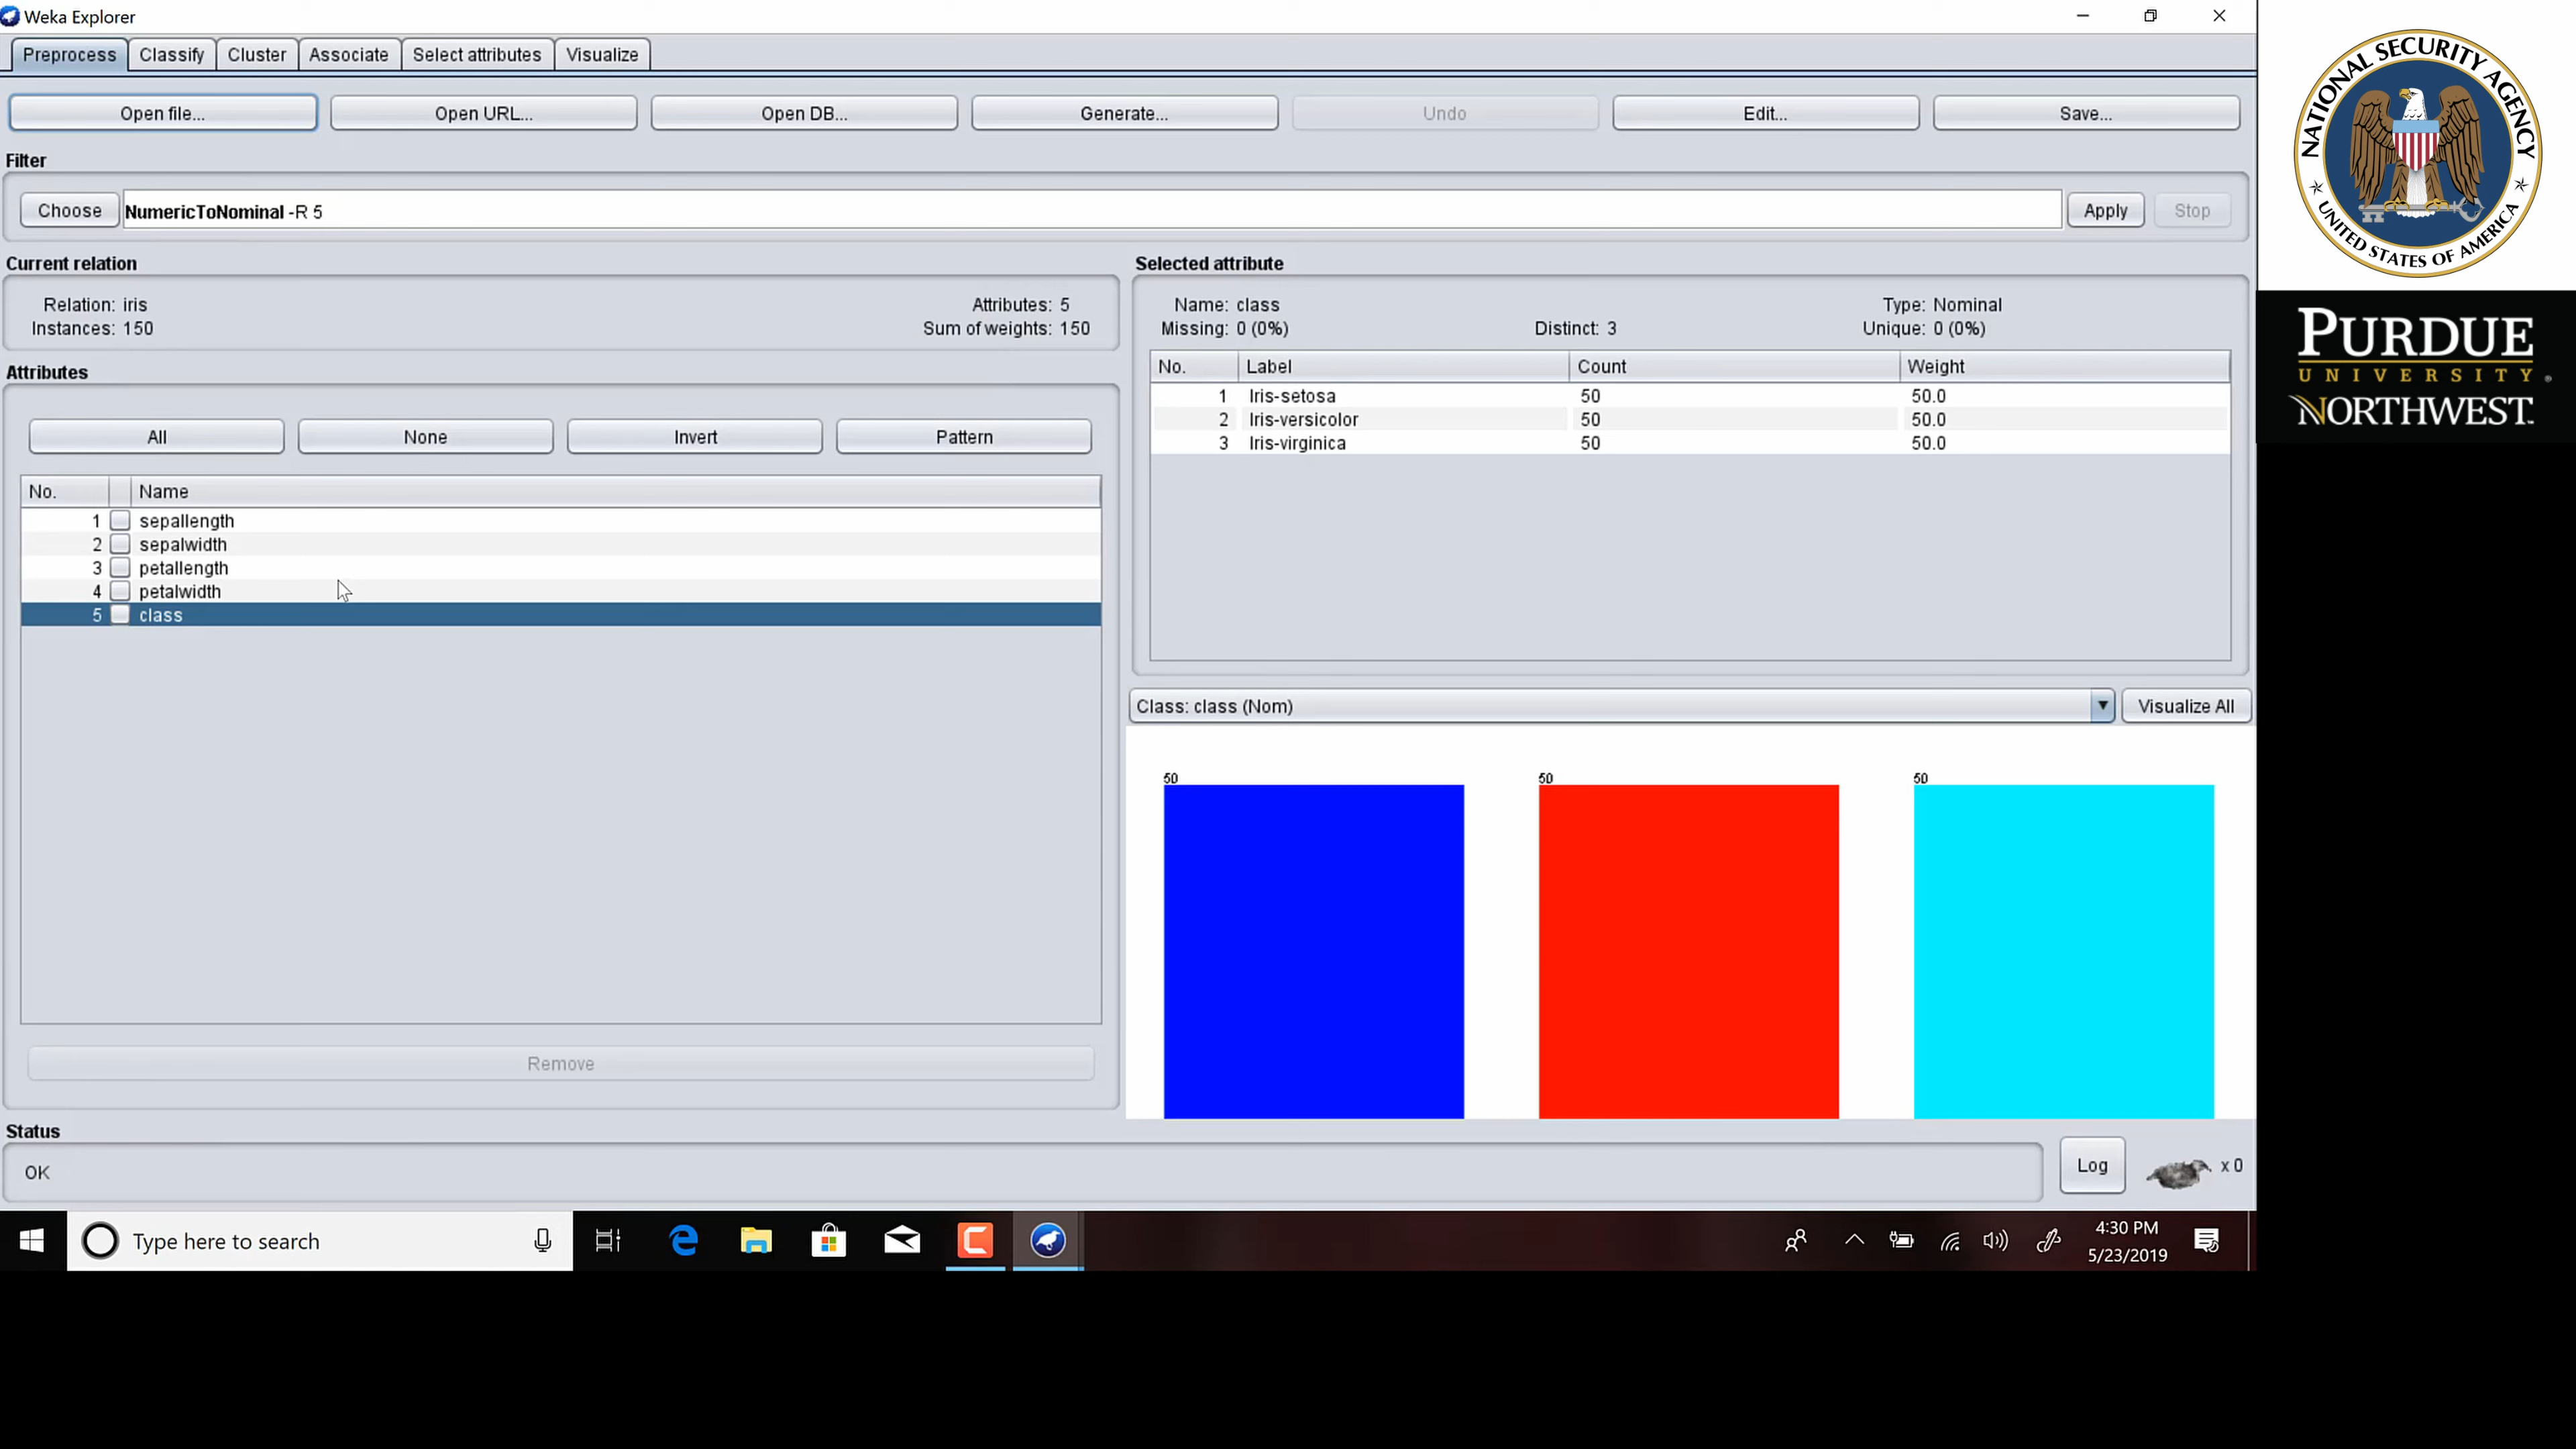 Weka Explorer
Preprocess Classify Cluster Associate Select attributes Visualize
Open file... Open URL... Open DB... Generate... Undo Edit... Save...
Filter
Choose NumericToNominal -R 5 Apply Stop
Current relation
Relation: iris Attributes: 5
Instances: 150 Sum of weights: 150
Attributes
All None Invert Pattern
No. Name
1 sepallength
2 sepalwidth
3 petallength
4 petalwidth
5 class
Remove
Selected attribute
Name: class Type: Nominal
Missing: 0 (0%) Distinct: 3 Unique: 0 (0%)
No. Label Count Weight
1 Iris-setosa 50 50.0
2 Iris-versicolor 50 50.0
3 Iris-virginica 50 50.0
Class: class (Nom) Visualize All
50 50 50
Status
OK
Log x 0
Type here to search
4:30 PM
5/23/2019
NATIONAL SECURITY AGENCY
UNITED STATES OF AMERICA
PURDUE
UNIVERSITY®
NORTHWEST™